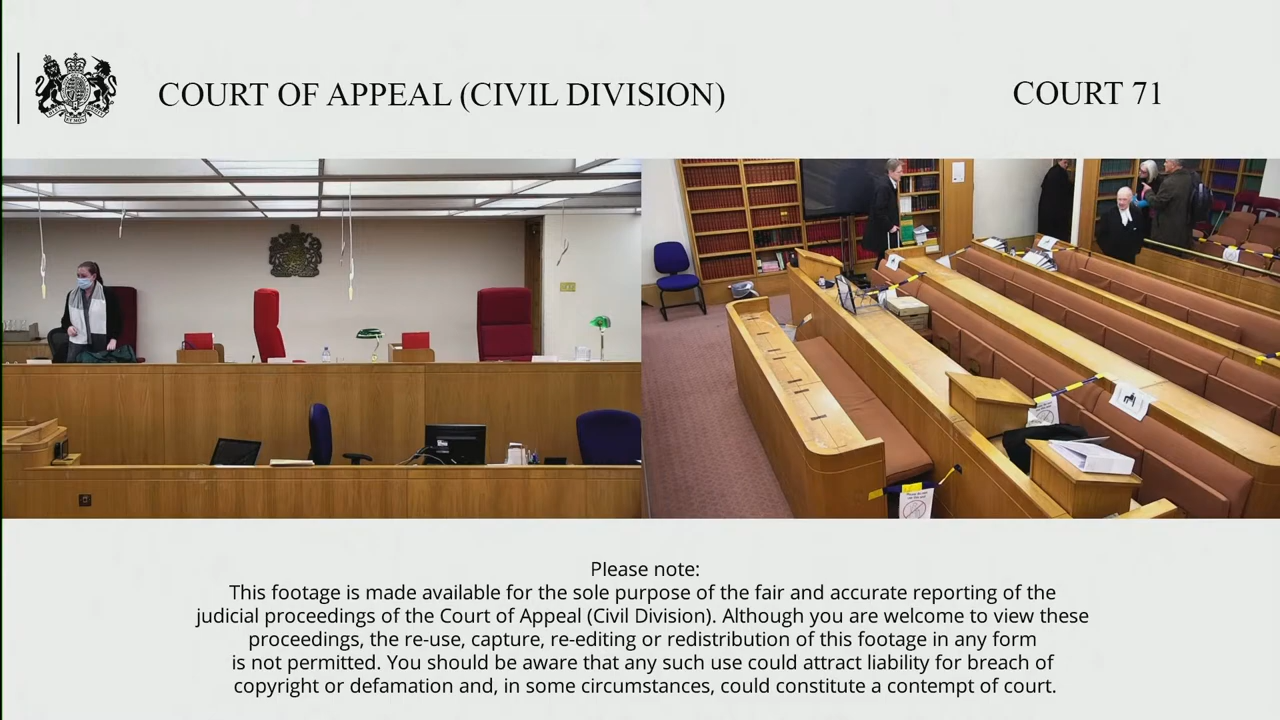 COURT OF APPEAL (CIVIL DIVISION)
COURT 71
Please note:
This footage is made available for the sole purpose of the fair and accurate reporting of the
judicial proceedings of the Court of Appeal (Civil Division). Although you are welcome to view these
proceedings, the re-use, capture, re-editing or redistribution of this footage in any form
is not permitted. You should be aware that any such use could attract liability for breach of
copyright or defamation and, in some circumstances, could constitute a contempt of court.